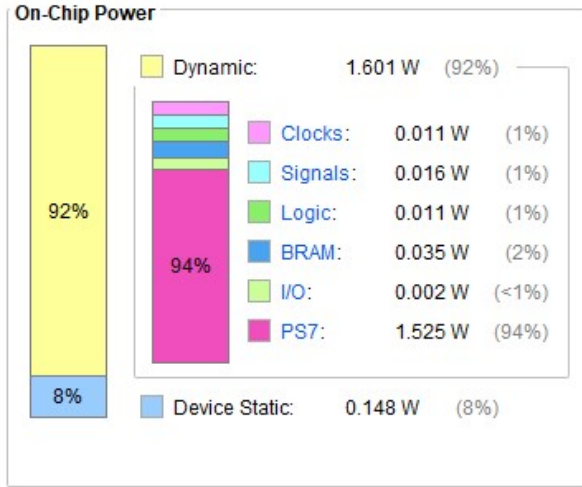 On-Chip Power
Dynamic: 1.601 W (92%)
Clocks: 0.011 W (1%)
Signals: 0.016 W (1%)
Logic: 0.011 W (1%)
92%
BRAM: 0.035 W (2%)
94%
I/O: 0.002 W (<1%)
PS7: 1.525 W (94%)
8%
Device Static: 0.148 W (8%)